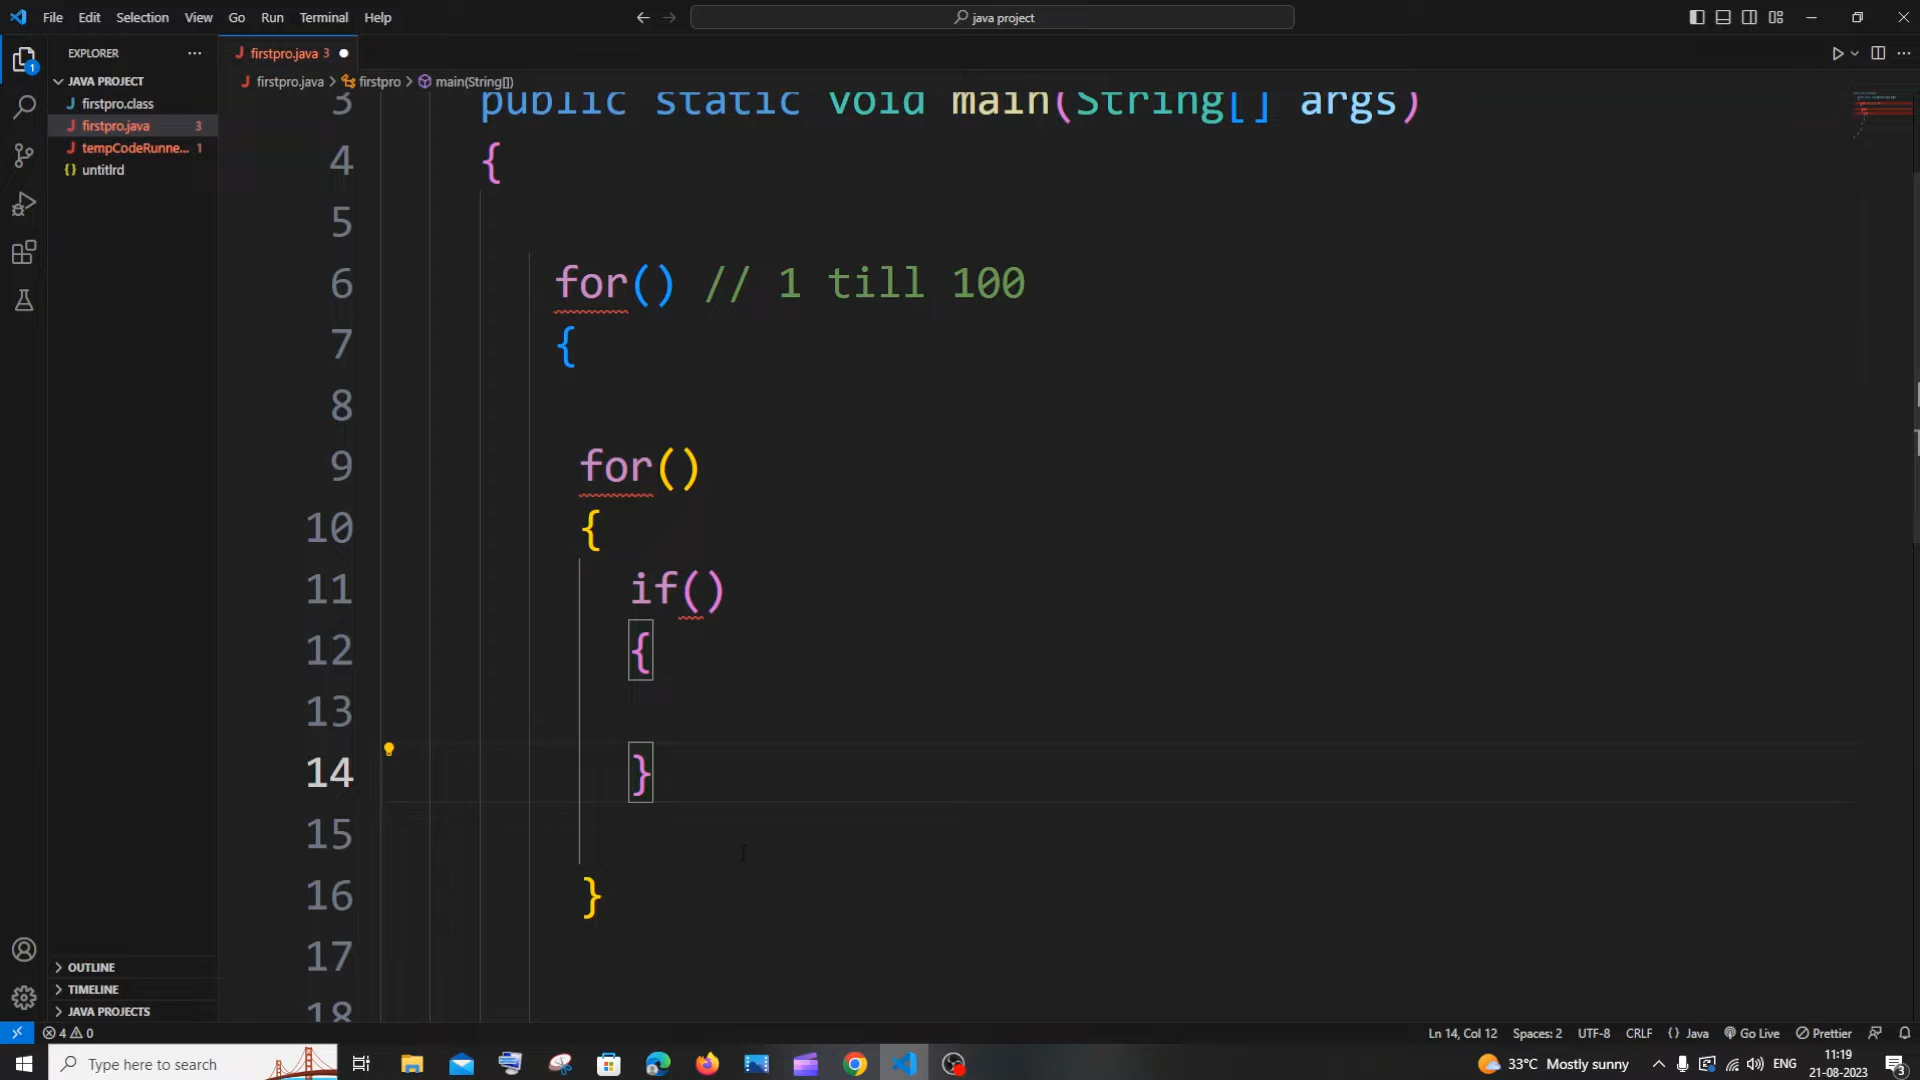 File Edit Selection View Go Run Terminal Help
java project
EXPLORER
JAVA PROJECT
J firstpro.class
J firstpro.java 3
J tempCodeRunne... 1
{} untitlrd
OUTLINE
TIMELINE
JAVA PROJECTS
J firstpro.java 3
J firstpro.java > firstpro > main(String[])
3 public static void main(String[] args)
4 {
5
6 for() // 1 till 100
7 {
8
9 for()
10 {
11 if()
12 {
13
14 }
15
16 }
17
18
1
4 0
Ln 14, Col 12 Spaces: 2 UTF-8 CRLF {} Java Go Live Prettier
Type here to search
33°C Mostly sunny
ENG
11:19
21-08-2023
3